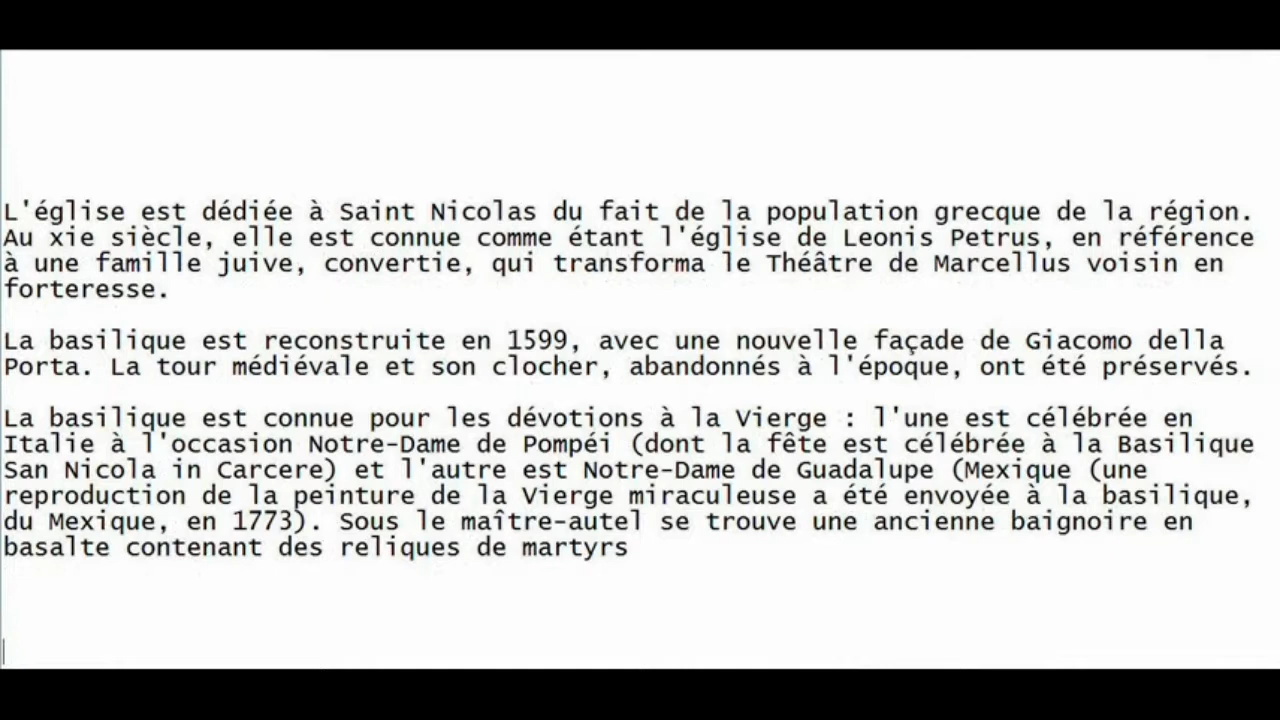 L'église est dédiée à Saint Nicolas du fait de la population grecque de la région.
Au xie siècle, elle est connue comme étant l'église de Leonis Petrus, en référence
à une famille juive, convertie, qui transforma le Théâtre de Marcellus voisin en
forteresse.
La basilique est reconstruite en 1599, avec une nouvelle façade de Giacomo della
Porta. La tour médiévale et son clocher, abandonnés à l'époque, ont été préservés.
La basilique est connue pour les dévotions à la Vierge : l'une est célébrée en
Italie à l'occasion Notre-Dame de Pompéi (dont la fête est célébrée à la Basilique
San Nicola in Carcere) et l'autre est Notre-Dame de Guadalupe (Mexique (une
reproduction de la peinture de la Vierge miraculeuse a été envoyée à la basilique,
du Mexique, en 1773). Sous le maître-autel se trouve une ancienne baignoire en
basalte contenant des reliques de martyrs